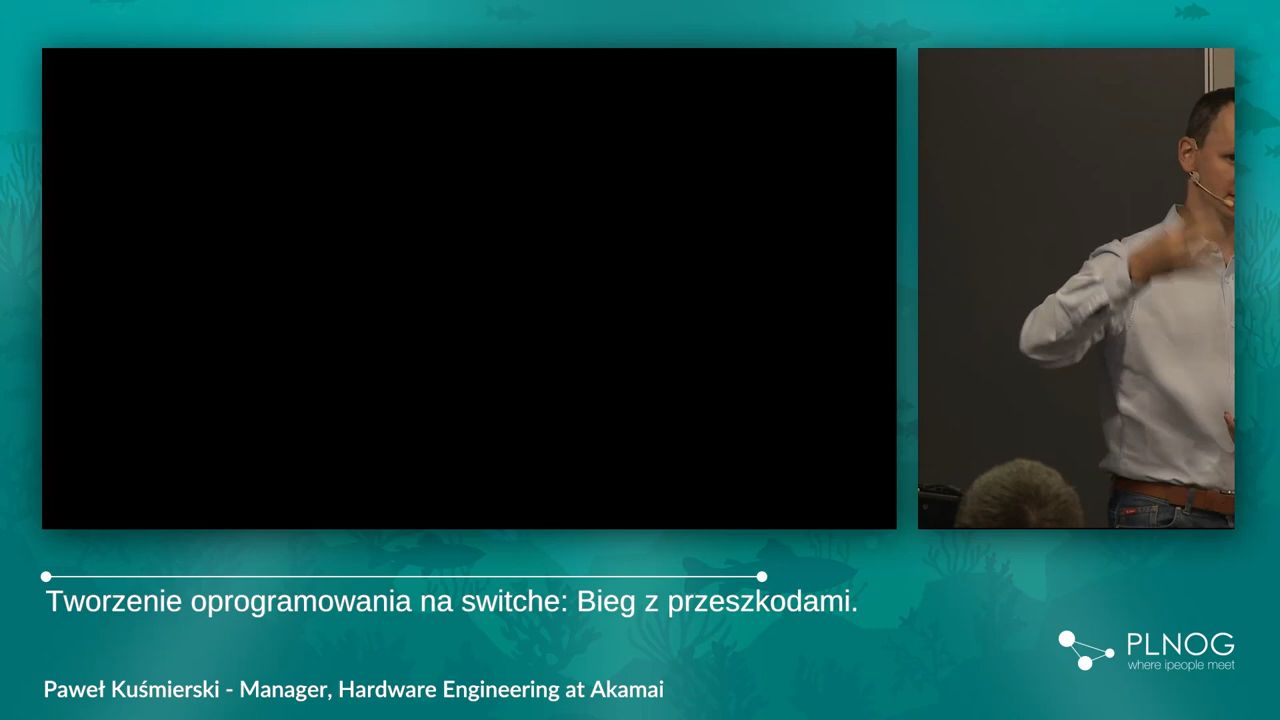 Tworzenie oprogramowania na switche: Bieg z przeszkodami.
PLNOG
where ipeople meet
Paweł Kuśmierski - Manager, Hardware Engineering at Akamai